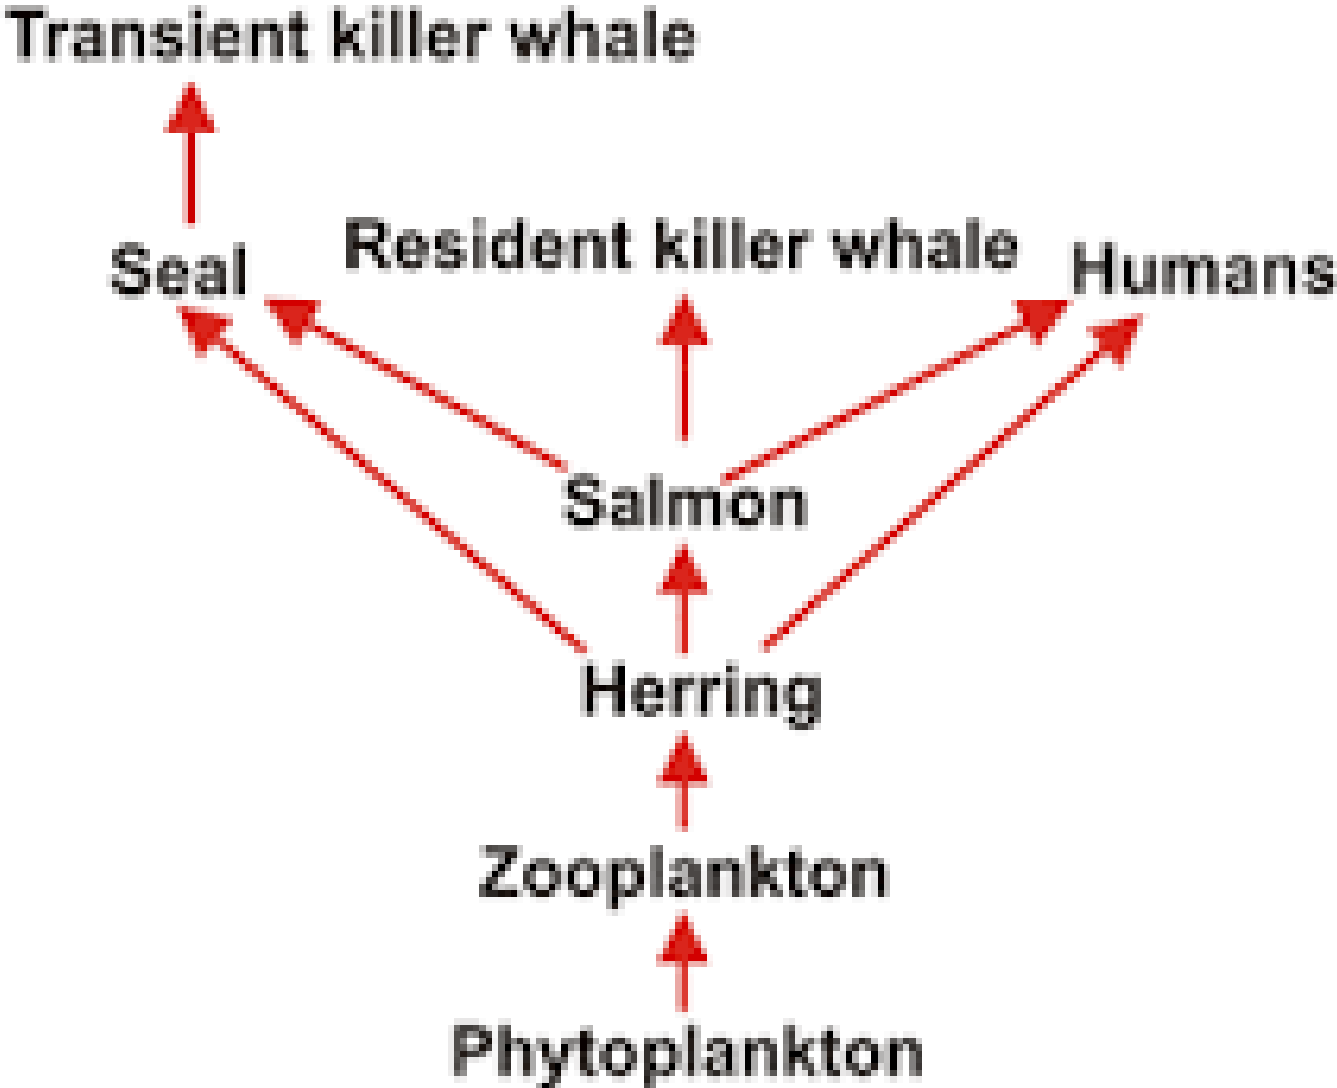 Transient killer whale
Seal
Resident killer whale
Humans
Salmon
Herring
Zooplankton
Phytoplankton